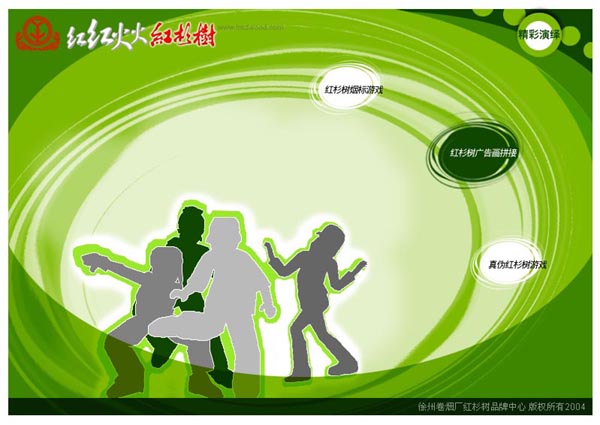 红红火火 紅杉樹
精彩演绎
红杉树烟标游戏
红杉树广告画拼接
真伪红杉树游戏
徐州卷烟厂红杉树品牌中心 版权所有2004